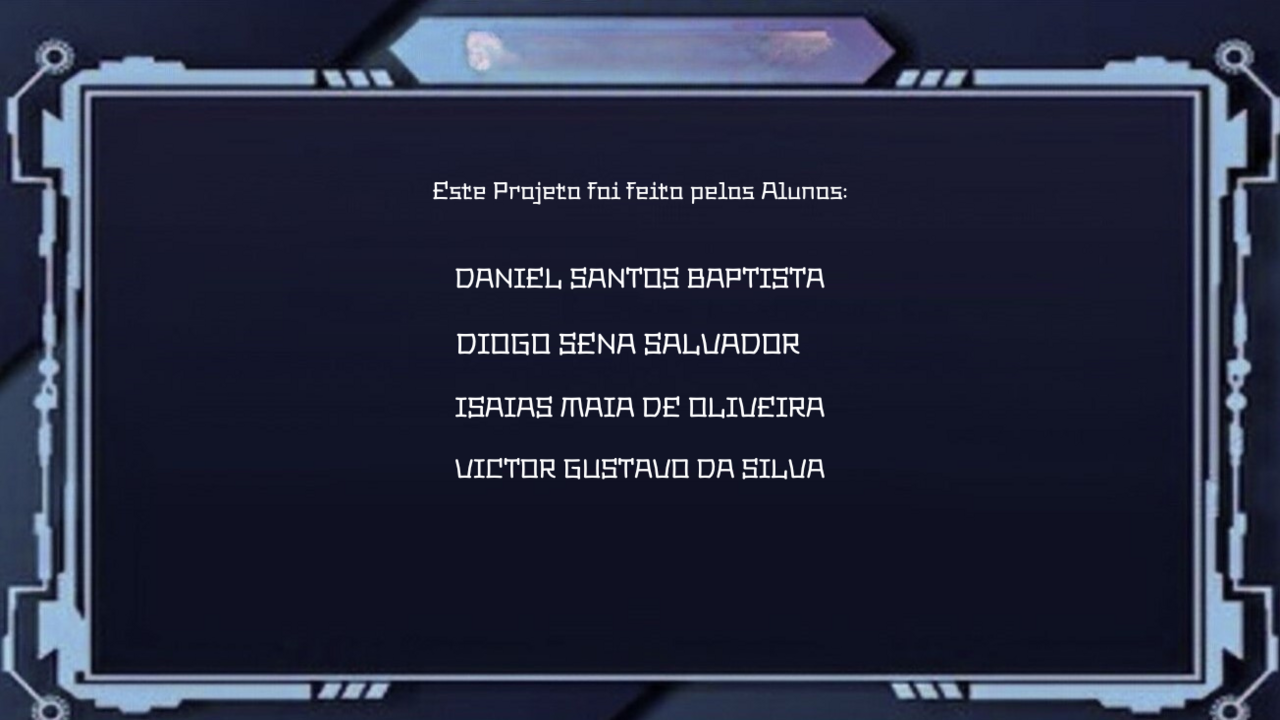 Este Projeto foi feito pelos Alunos:
DANIEL SANTOS BAPTISTA
DIOGO SENA SALVADOR
ISAIAS MAIA DE OLIVEIRA
VICTOR GUSTAVO DA SILVA